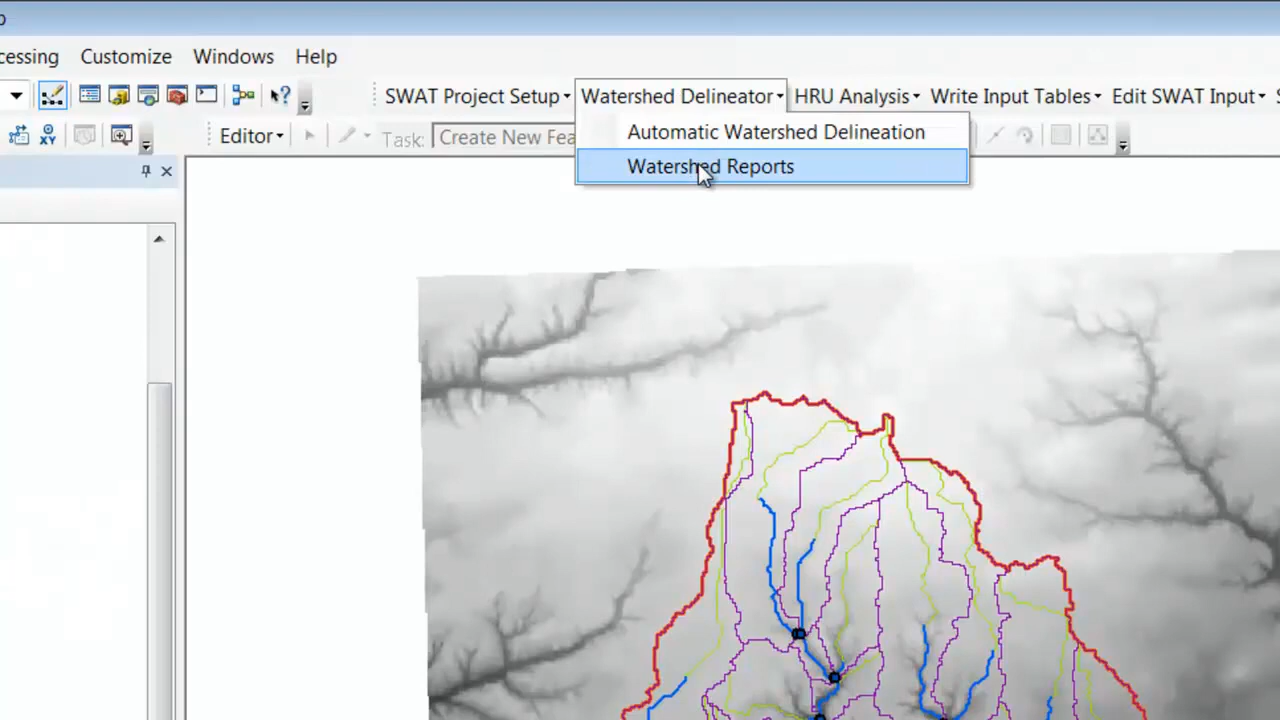 cessing Customize Windows Help
SWAT Project Setup Watershed Delineator HRU Analysis Write Input Tables Edit SWAT Input
Editor Task: Create New Fea
Automatic Watershed Delineation
Watershed Reports